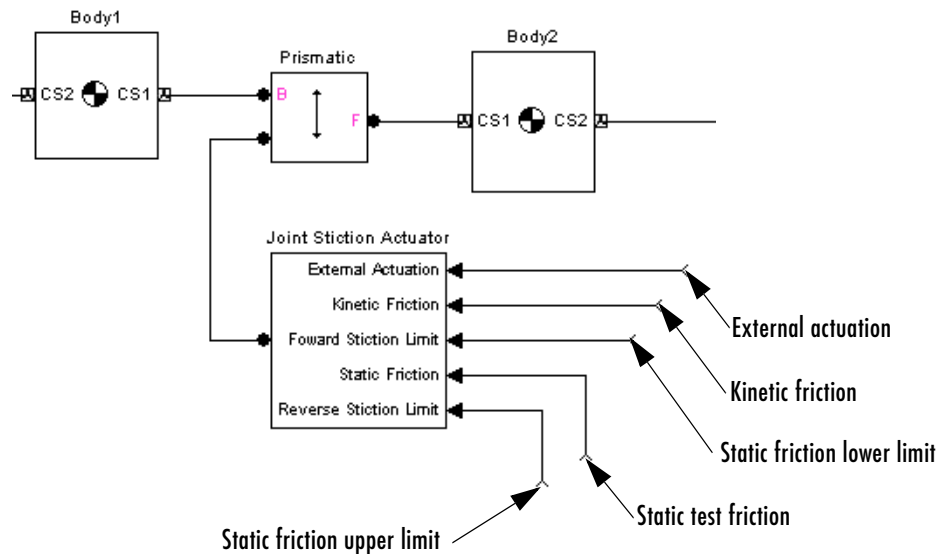 Body1
CS2 CS1
Prismatic
B
F
Body2
CS1 CS2
Joint Stiction Actuator
External Actuation
Kinetic Friction
Foward Stiction Limit
Static Friction
Reverse Stiction Limit
External actuation
Kinetic friction
Static friction lower limit
Static test friction
Static friction upper limit